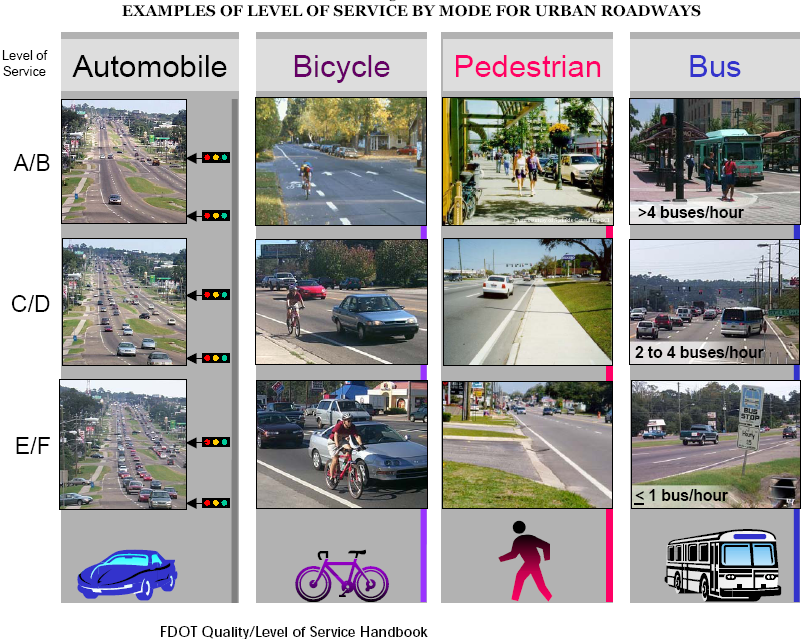 EXAMPLES OF LEVEL OF SERVICE BY MODE FOR URBAN ROADWAYS
Level of
Service
Automobile
Bicycle
Pedestrian
Bus
A/B
>4 buses/hour
C/D
2 to 4 buses/hour
E/F
BUS
STOP
Hourly
< 1 bus/hour
FDOT Quality/Level of Service Handbook